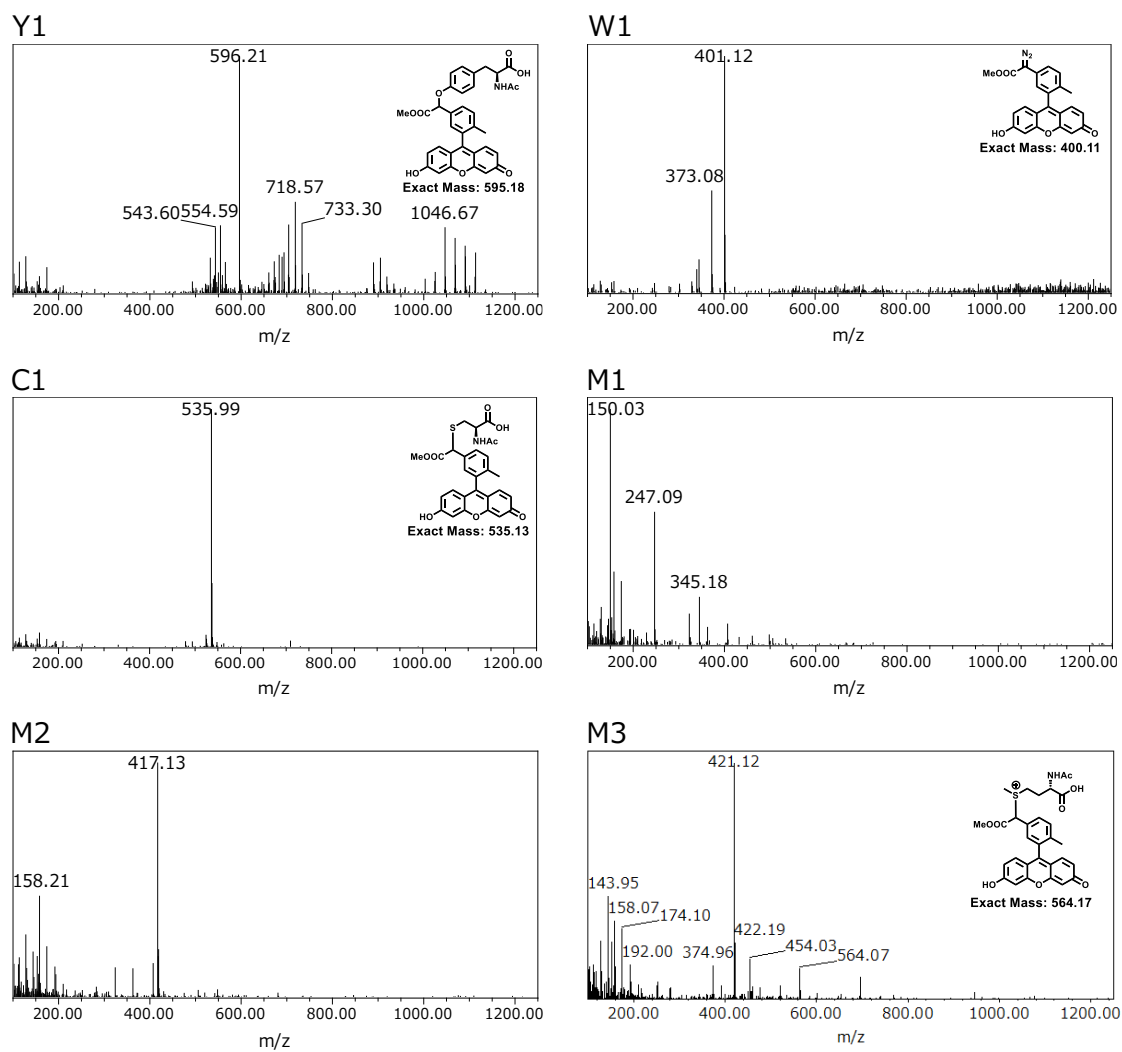 Y1
596.21
543.60
554.59
718.57
733.30
1046.67
O
OH
NHAc
O
MeOOC
HO
O
O
Exact Mass: 595.18
200.00 400.00 600.00 800.00 1000.00 1200.00
m/z
W1
401.12
373.08
N2
MeO
O
HO
O
O
Exact Mass: 400.11
200.00 400.00 600.00 800.00 1000.00 1200.00
m/z
C1
535.99
O
S
OH
NHAc
MeOOC
HO
O
O
Exact Mass: 535.13
200.00 400.00 600.00 800.00 1000.00 1200.00
m/z
M1
150.03
247.09
345.18
200.00 400.00 600.00 800.00 1000.00 1200.00
m/z
M2
417.13
158.21
200.00 400.00 600.00 800.00 1000.00 1200.00
m/z
M3
421.12
143.95
158.07
174.10
192.00
374.96
422.19
454.03
564.07
NHAc
⊕
S
OH
O
MeOOC
HO
O
O
Exact Mass: 564.17
200.00 400.00 600.00 800.00 1000.00 1200.00
m/z